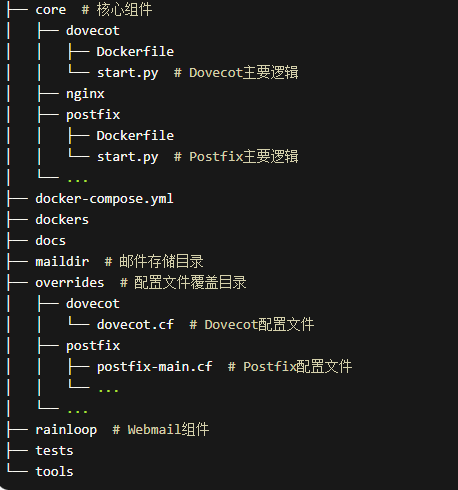 ├── core  # 核心组件
│   ├── dovecot
│   │   ├── Dockerfile
│   │   └── start.py  # Dovecot主要逻辑
│   ├── nginx
│   ├── postfix
│   │   ├── Dockerfile
│   │   └── start.py  # Postfix主要逻辑
│   └── ...
├── docker-compose.yml
├── dockers
├── docs
├── maildir  # 邮件存储目录
├── overrides  # 配置文件覆盖目录
│   ├── dovecot
│   │   └── dovecot.cf  # Dovecot配置文件
│   ├── postfix
│   │   ├── postfix-main.cf  # Postfix配置文件
│   │   └── ...
│   └── ...
├── rainloop  # Webmail组件
├── tests
└── tools